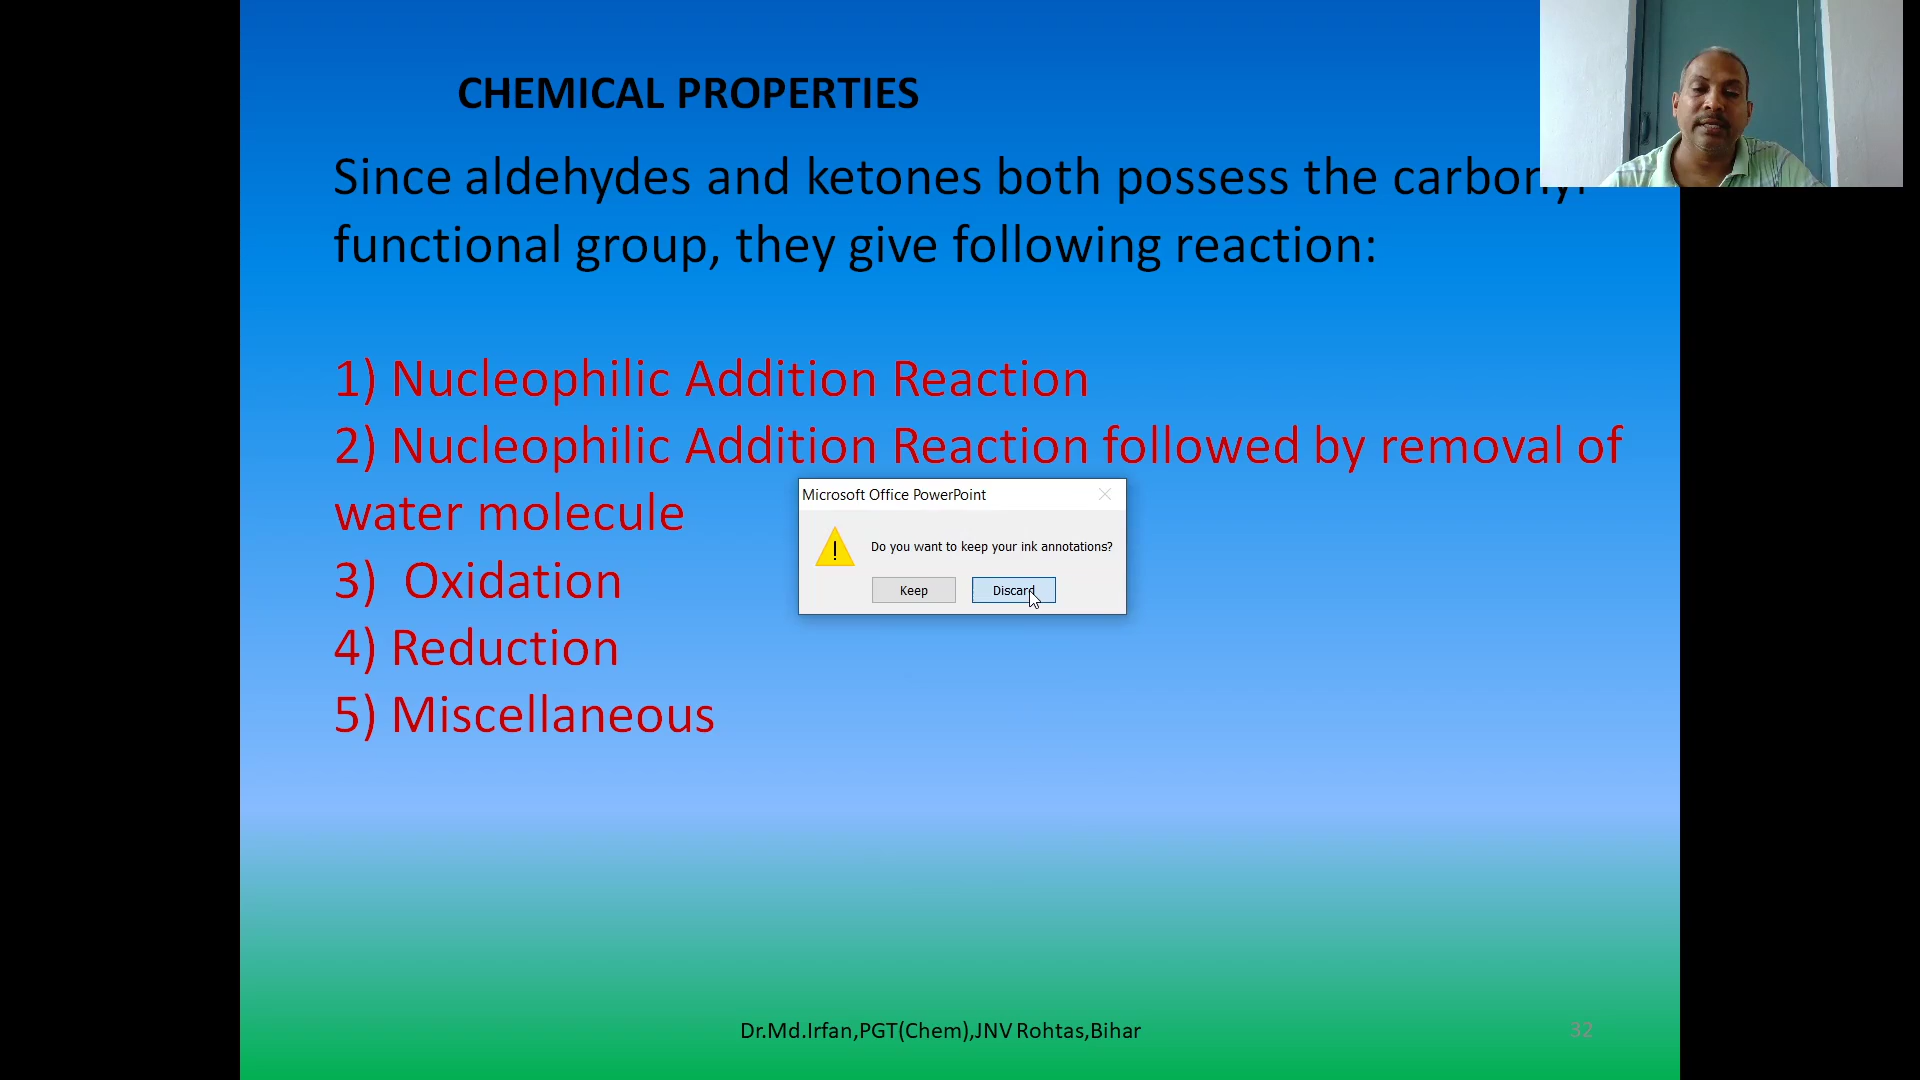 CHEMICAL PROPERTIES
Since aldehydes and ketones both possess the carbonyl
functional group, they give following reaction:
1) Nucleophilic Addition Reaction
2) Nucleophilic Addition Reaction followed by removal of
water molecule
3) Oxidation
4) Reduction
5) Miscellaneous
Microsoft Office PowerPoint
Do you want to keep your ink annotations?
Keep Discard
Dr.Md.Irfan,PGT(Chem),JNV Rohtas,Bihar
32